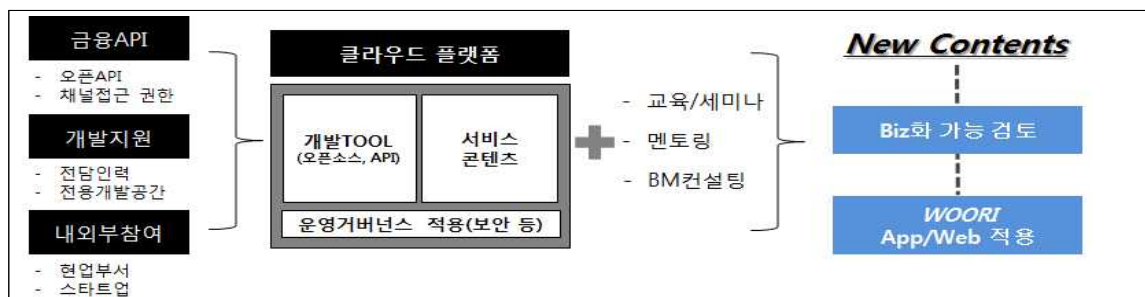 금융API
- 오픈API
- 채널접근 권한
개발지원
- 전담인력
- 전용개발공간
내외부참여
- 현업부서
- 스타트업
클라우드 플랫폼
개발TOOL
(오픈소스, API)
서비스
콘텐츠
운영거버넌스 적용(보안 등)
- 교육/세미나
- 멘토링
- BM컨설팅
New Contents
Biz화 가능 검토
WOORI
App/Web 적용